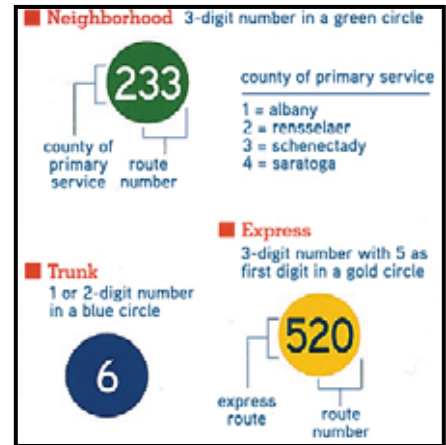 Neighborhood 3-digit number in a green circle
233
county of
primary
service
route
number
county of primary service
1 = albany
2 = rensselaer
3 = schenectady
4 = saratoga
Trunk
1 or 2-digit number
in a blue circle
6
Express
3-digit number with 5 as
first digit in a gold circle
520
express
route
route
number